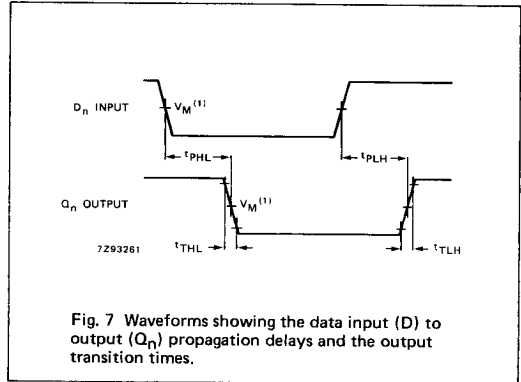 Dn INPUT
VM(1)
tPHL
tPLH
Qn OUTPUT
VM(1)
7Z93261
tTHL
tTLH
Fig. 7 Waveforms showing the data input (D) to
output (Qn) propagation delays and the output
transition times.